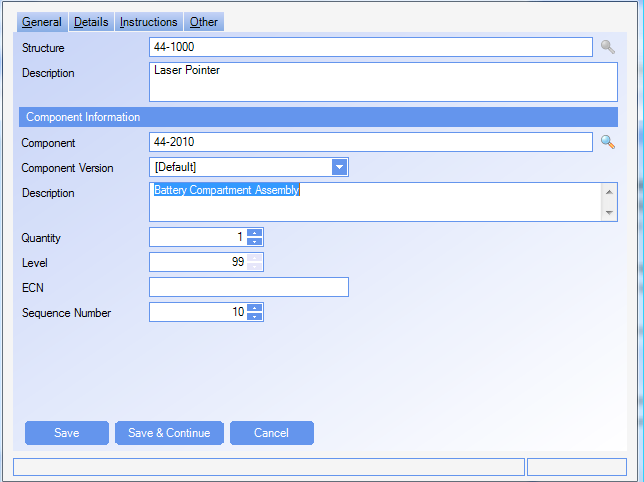 General Details Instructions Other
Structure 44-1000
Description Laser Pointer
Component Information
Component 44-2010
Component Version [Default]
Description Battery Compartment Assembly
Quantity 1
Level 99
ECN
Sequence Number 10
Save Save & Continue Cancel